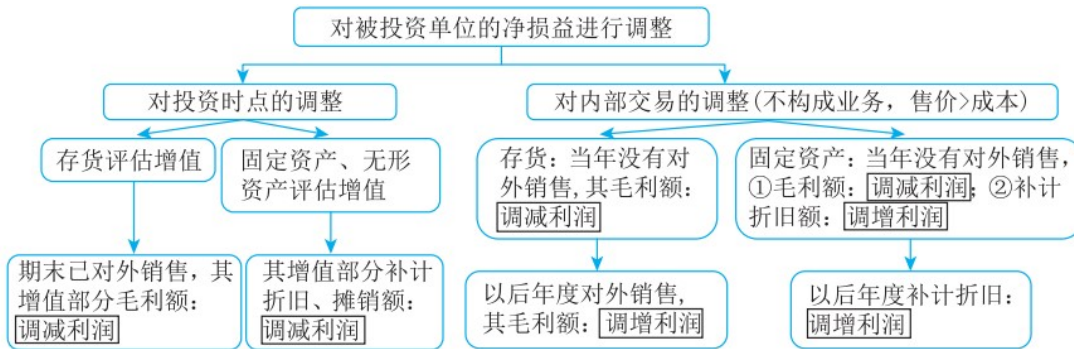 对被投资单位的净损益进行调整
对投资时点的调整
对内部交易的调整(不构成业务，售价>成本)
存货评估增值
固定资产、无形
资产评估增值
存货：当年没有对
外销售,其毛利额：
调减利润
固定资产：当年没有对外销售，
①毛利额：调减利润；②补计
折旧额：调增利润
期末已对外销售，其
增值部分毛利额：
调减利润
其增值部分补计
折旧、摊销额：
调减利润
以后年度对外销售，
其毛利额：调增利润
以后年度补计折旧：
调增利润